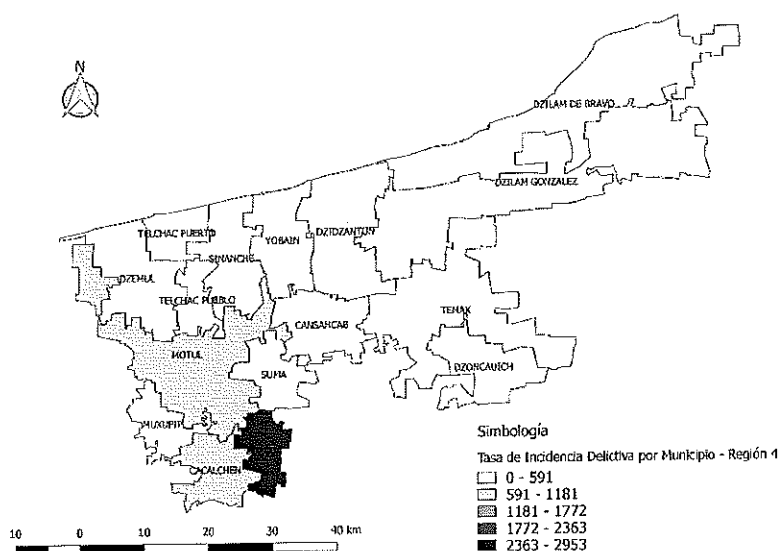 N
DZILAM DE BRAVO
DZILAM GONZALEZ
TELCHAC PUERTO
YOBAIN
DZIDZANTUN
SINANCHE
DZEMUL
TELCHAC PUEBLO
CANSAHCAB
TEMAX
MOTUL
SUMA
DZONCAUICH
MUXUPIP
CACALCHEN
Simbología
Tasa de Incidencia Delictiva por Municipio - Región 4
0 - 591
591 - 1181
1181 - 1772
1772 - 2363
2363 - 2953
10 0 10 20 30 40 km